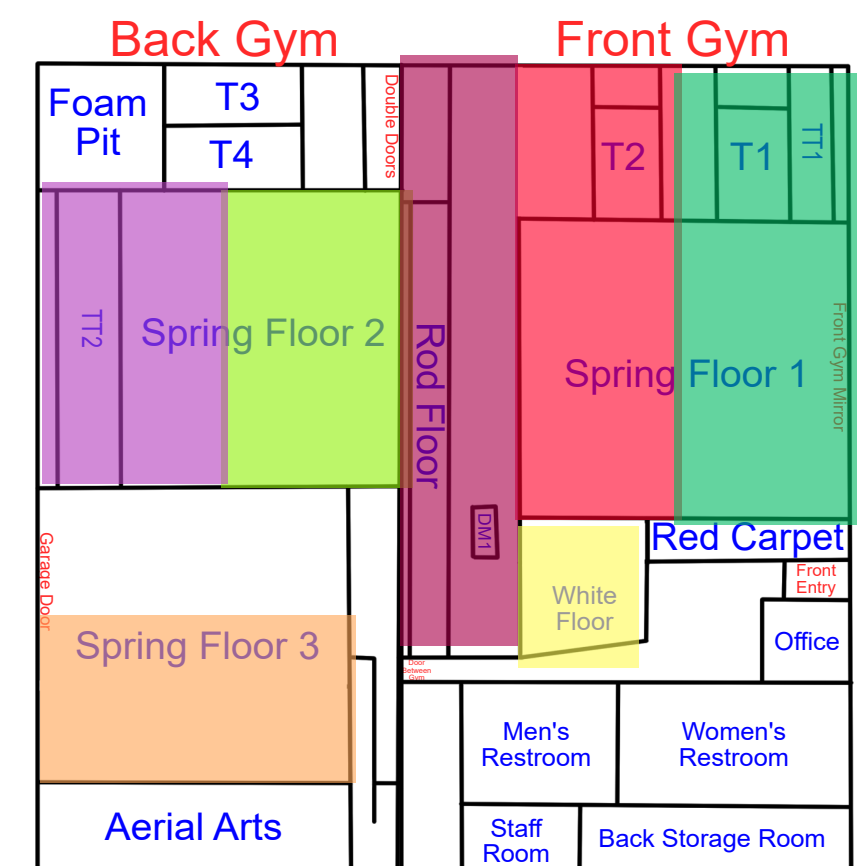 Back Gym
Front Gym
Foam
Pit
T3
T4
Double Doors
T2
T1
TT1
TT2
Spring Floor 2
Rod Floor
Spring Floor 1
Front Gym Mirror
DM1
Red Carpet
Garage Door
White
Floor
Front
Entry
Spring Floor 3
Office
Door
Between
Gym
Men's
Restroom
Women's
Restroom
Aerial Arts
Staff
Room
Back Storage Room